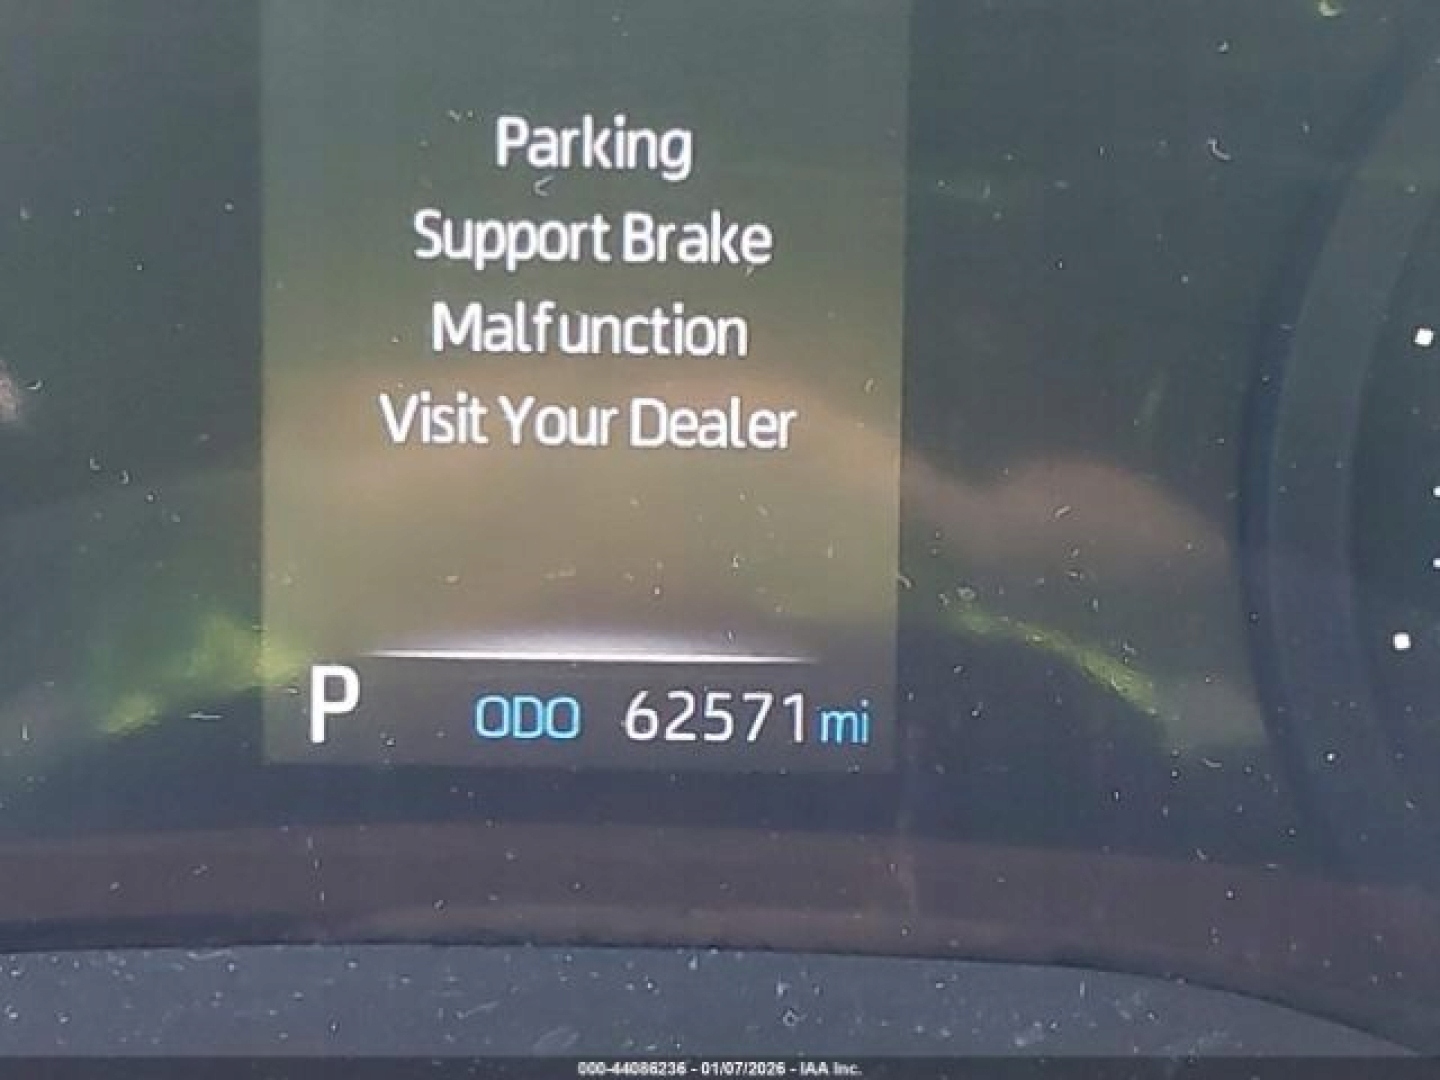 Parking
Support Brake
Malfunction
Visit Your Dealer
P ODO 62571 mi
000-44086236 - 01/07/2026 - IAA Inc.